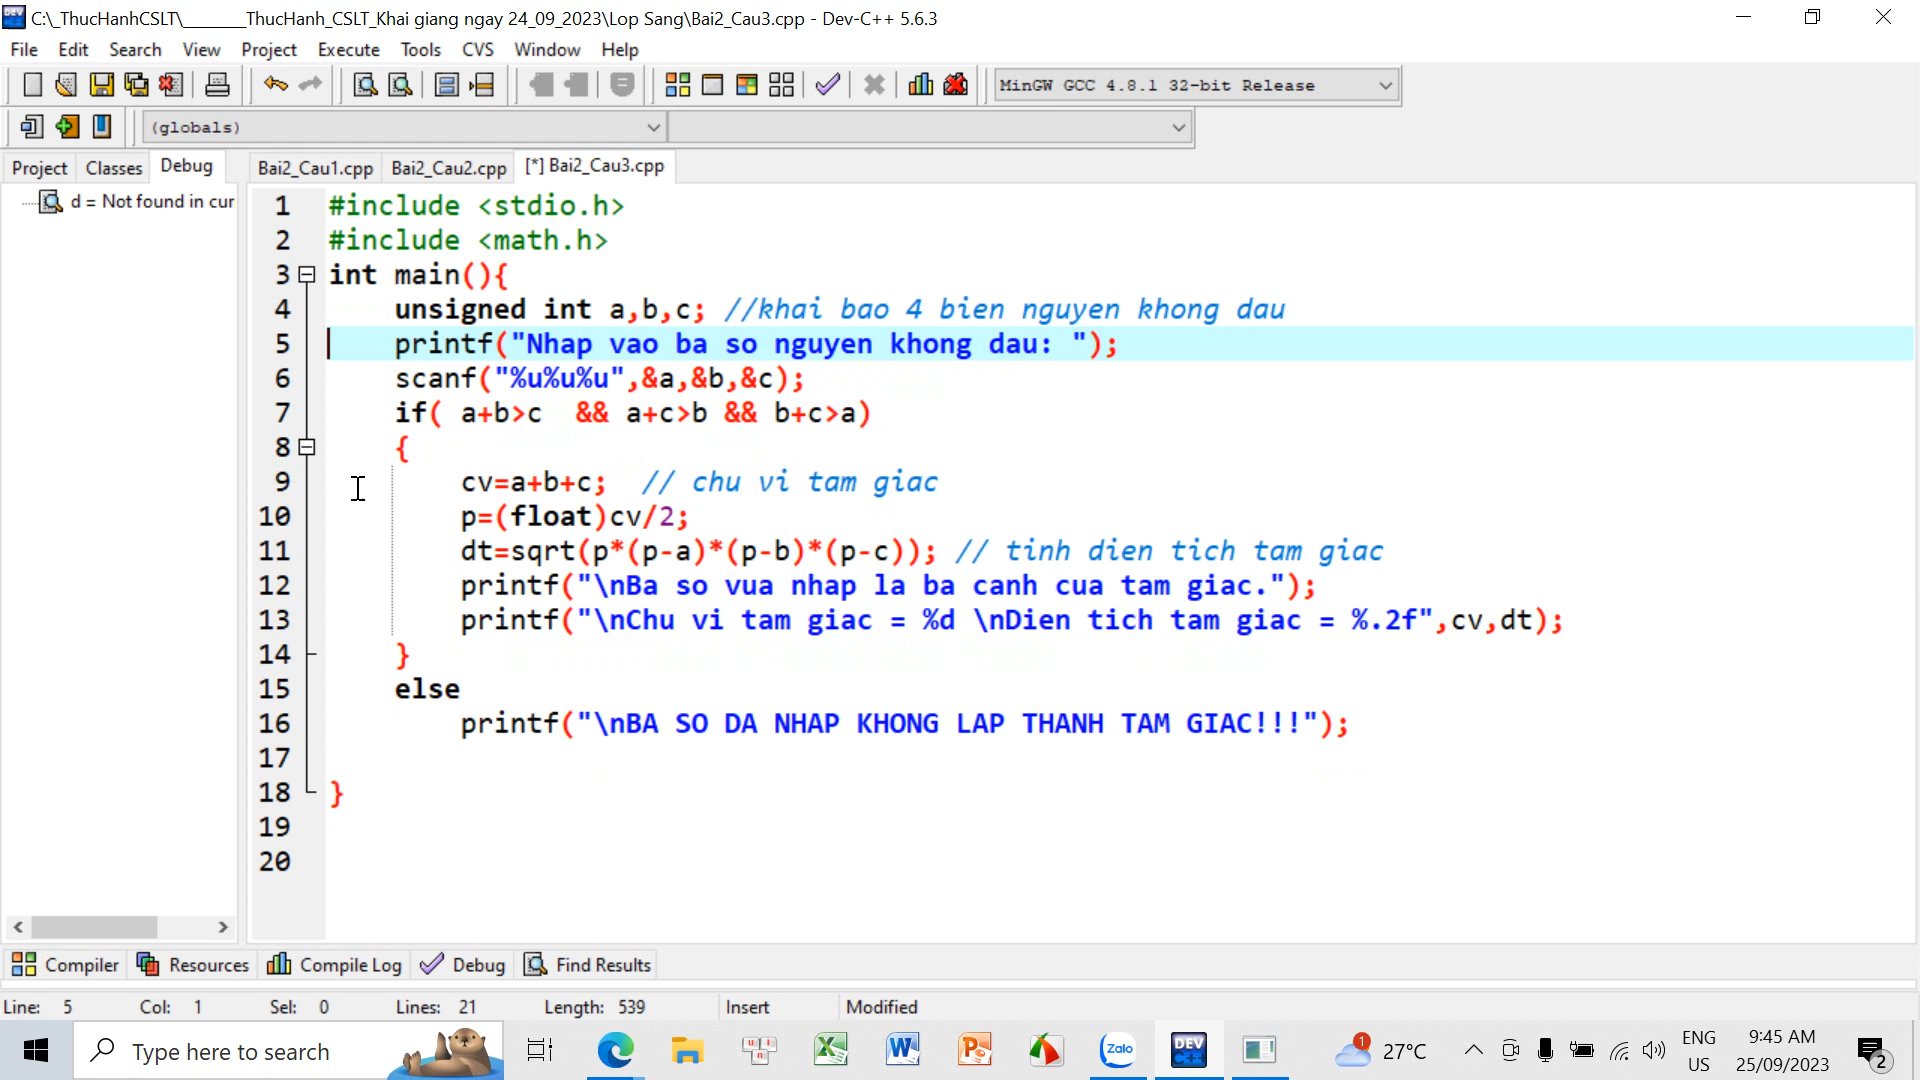 C:\_ThucHanhCSLT\_______ThucHanh_CSLT_Khai giang ngay 24_09_2023\Lop Sang\Bai2_Cau3.cpp - Dev-C++ 5.6.3
File Edit Search View Project Execute Tools CVS Window Help
MinGW GCC 4.8.1 32-bit Release
(globals)
Project Classes Debug Bai2_Cau1.cpp Bai2_Cau2.cpp [*] Bai2_Cau3.cpp
d = Not found in cur
1 #include <stdio.h>
2 #include <math.h>
3 int main(){
4 unsigned int a,b,c; //khai bao 4 bien nguyen khong dau
5 printf("Nhap vao ba so nguyen khong dau: ");
6 scanf("%u%u%u",&a,&b,&c);
7 if( a+b>c  && a+c>b && b+c>a)
8 {
9 cv=a+b+c;  // chu vi tam giac
10 p=(float)cv/2;
11 dt=sqrt(p*(p-a)*(p-b)*(p-c)); // tinh dien tich tam giac
12 printf("\nBa so vua nhap la ba canh cua tam giac.");
13 printf("\nChu vi tam giac = %d \nDien tich tam giac = %.2f",cv,dt);
14 }
15 else
16 printf("\nBA SO DA NHAP KHONG LAP THANH TAM GIAC!!!");
17
18 }
19
20
Compiler Resources Compile Log Debug Find Results
Line: 5 Col: 1 Sel: 0 Lines: 21 Length: 539 Insert Modified
Type here to search Zalo DEV C++ 1 27°C ENG US 9:45 AM 25/09/2023 2